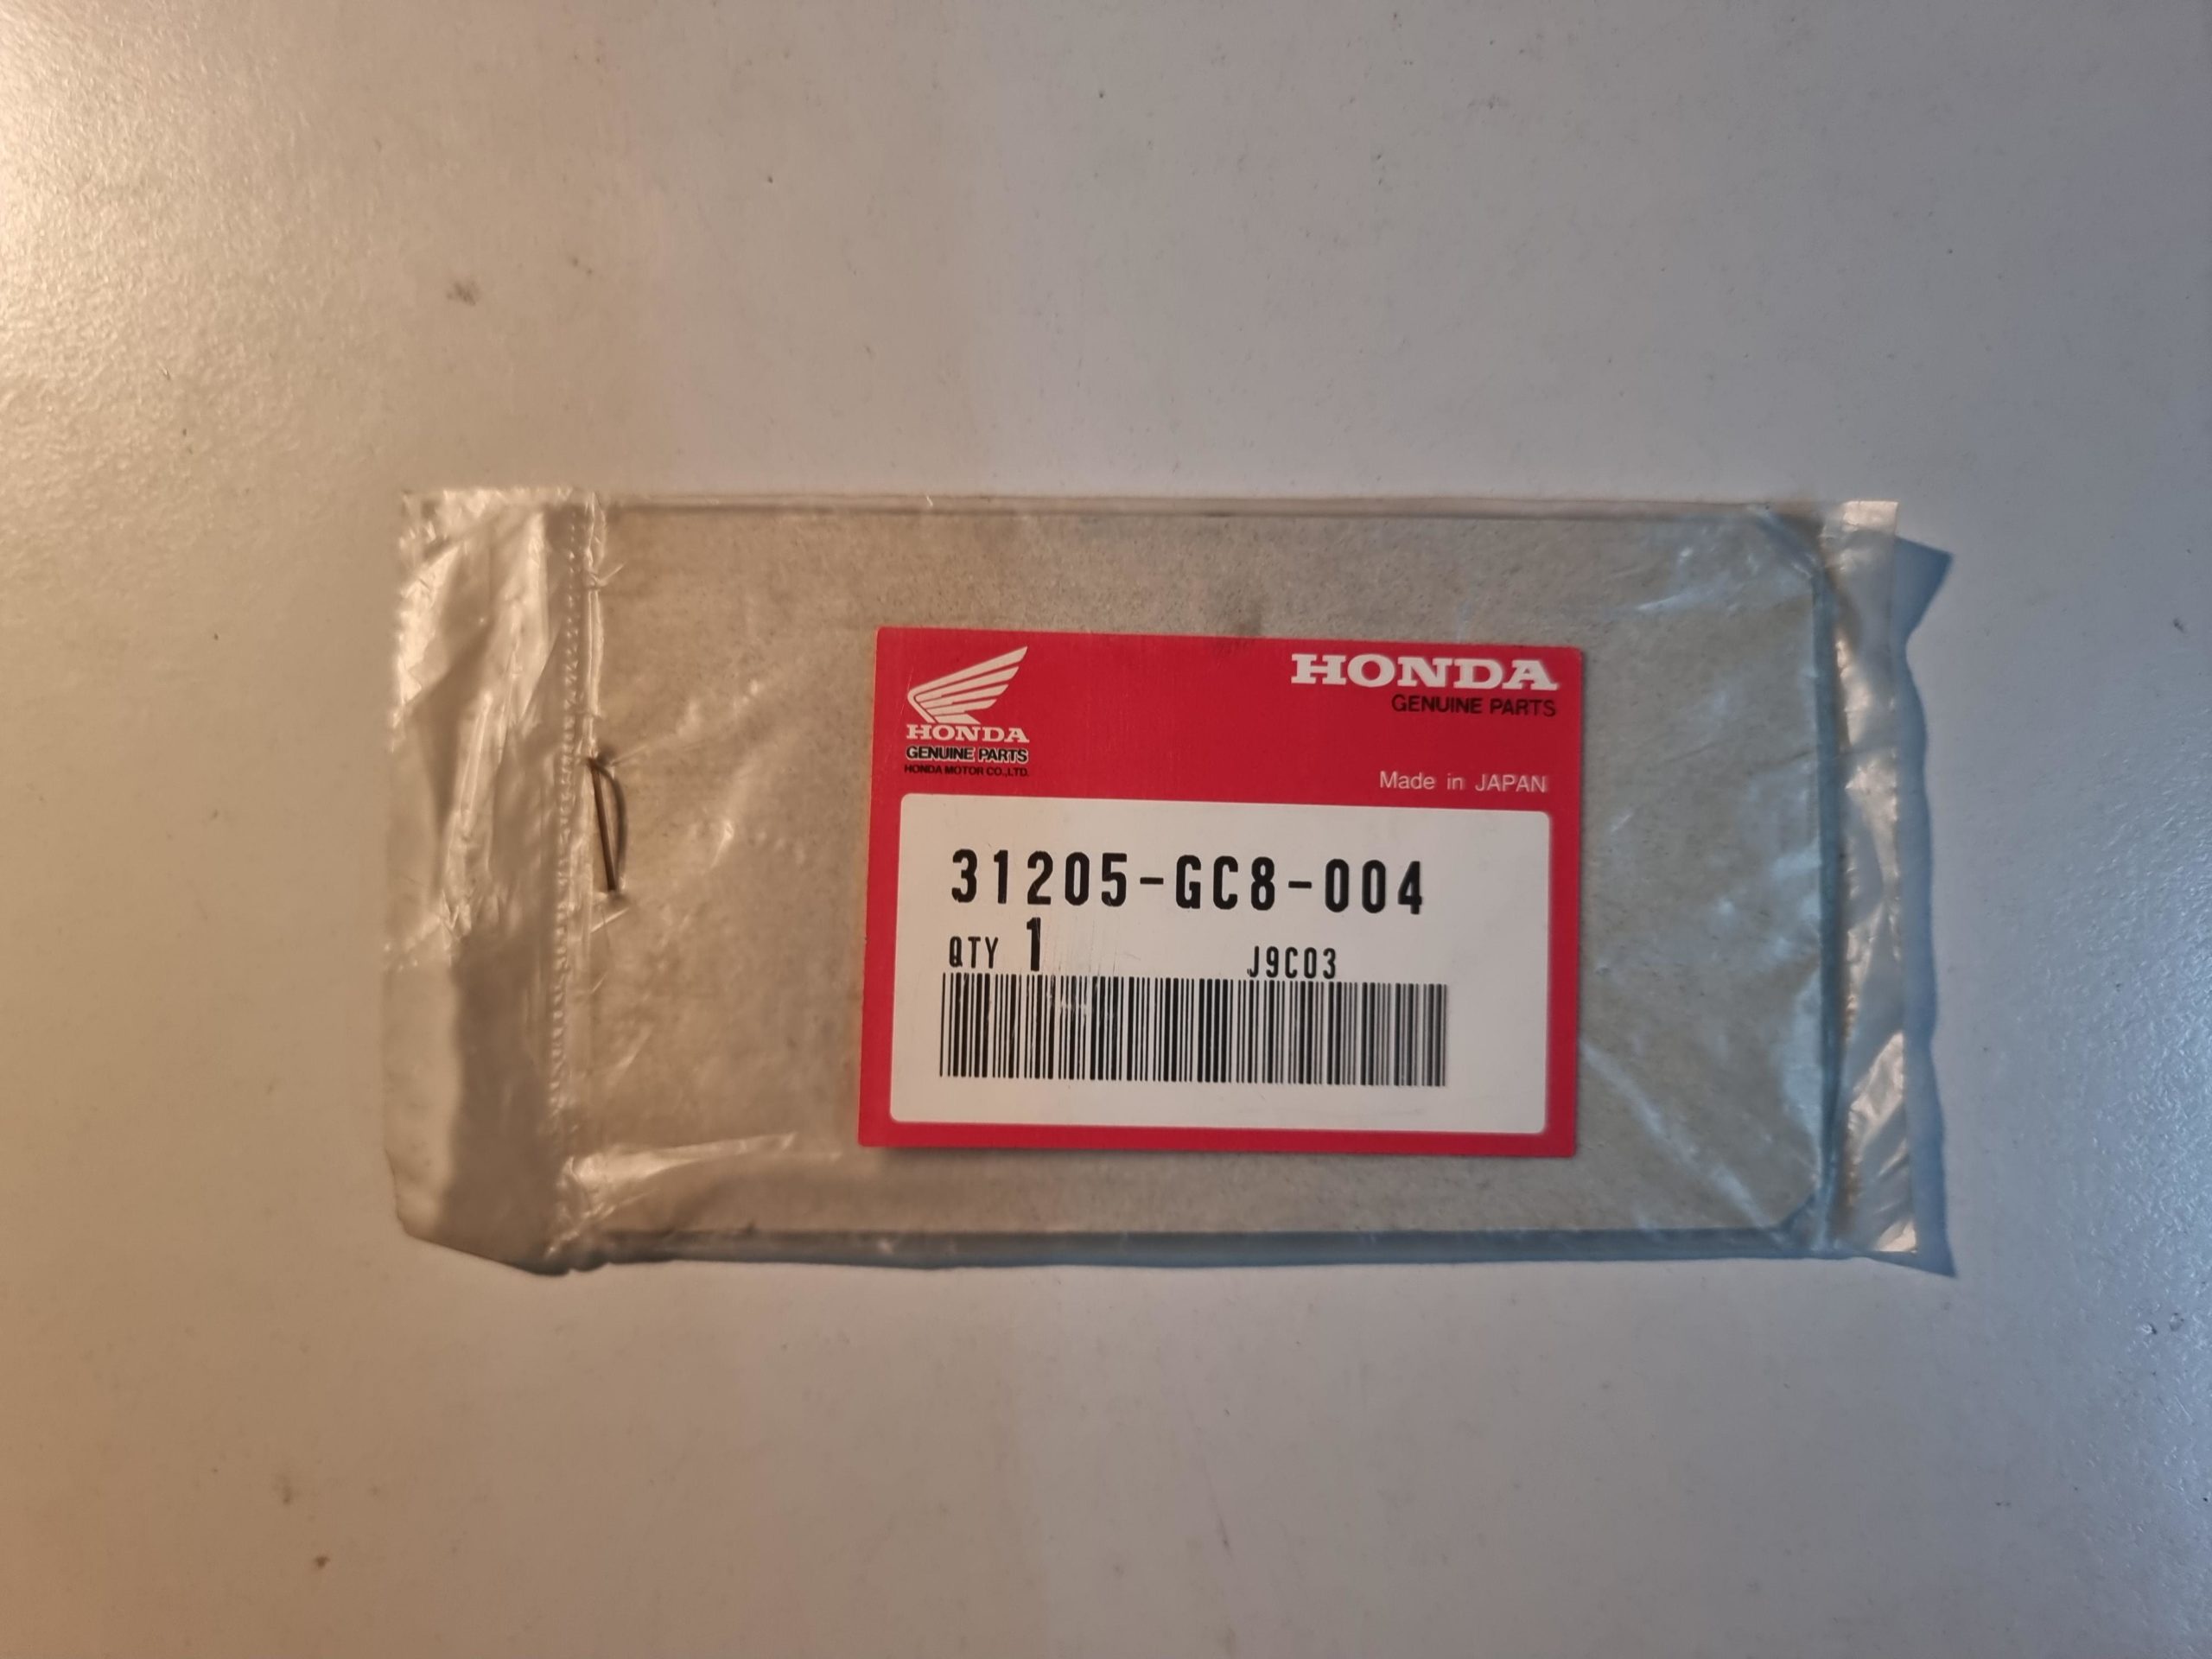 HONDA
GENUINE PARTS
HONDA MOTOR CO.,LTD.
HONDA
GENUINE PARTS
Made in JAPAN
31205-GC8-004
QTY 1
J9C03